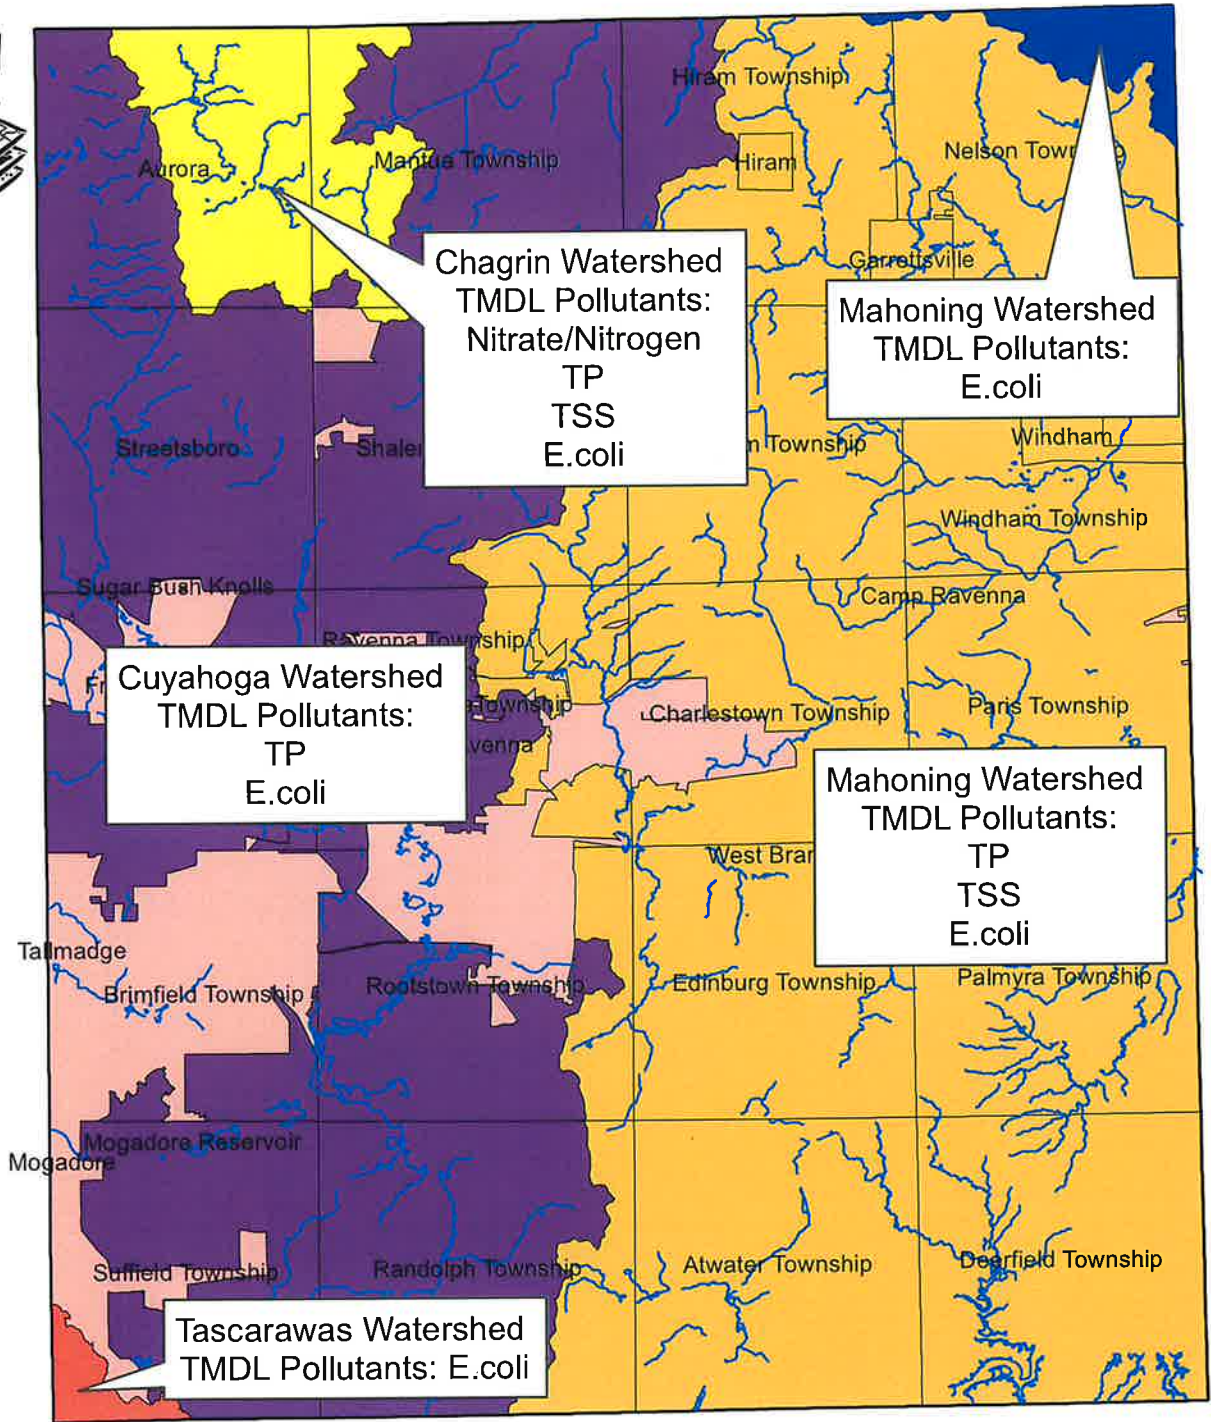 Hiram Township
Aurora
Mantua Township
Hiram
Nelson
Garrettsville
Chagrin Watershed
TMDL Pollutants:
Nitrate/Nitrogen
TP
TSS
E.coli
Mahoning Watershed
TMDL Pollutants:
E.coli
Streetsboro
Township
Windham
Windham Township
Sugar Bush Knolls
Camp Ravenna
Ravenna Township
Cuyahoga Watershed
TMDL Pollutants:
TP
E.coli
Township
Charlestown Township
Paris Township
Mahoning Watershed
TMDL Pollutants:
TP
TSS
E.coli
West
Tallmadge
Brimfield Township
Rootstown Township
Edinburg Township
Palmyra Township
Mogadore Reservoir
Mogadore
Suffield Township
Randolph Township
Atwater Township
Deerfield Township
Tascarawas Watershed
TMDL Pollutants: E.coli